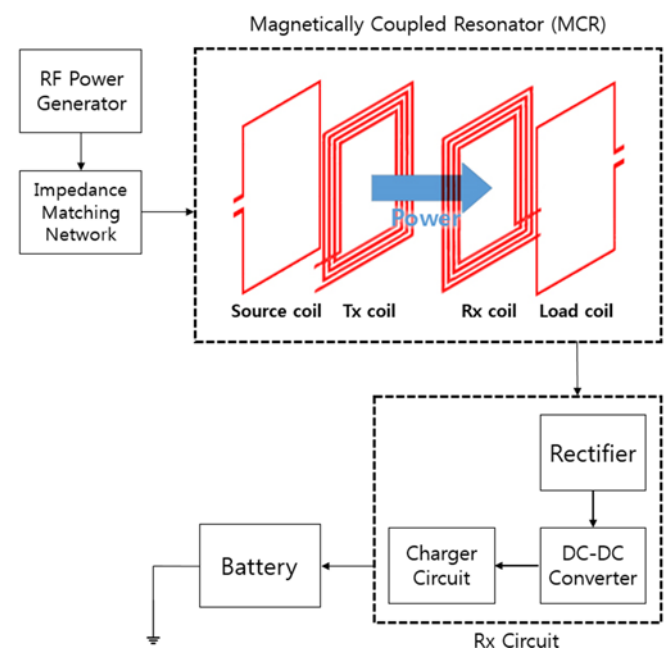 Magnetically Coupled Resonator (MCR)
RF Power
Generator
Impedance
Matching
Network
Power
Source coil
Tx coil
Rx coil
Load coil
Rectifier
DC-DC
Converter
Charger
Circuit
Battery
Rx Circuit